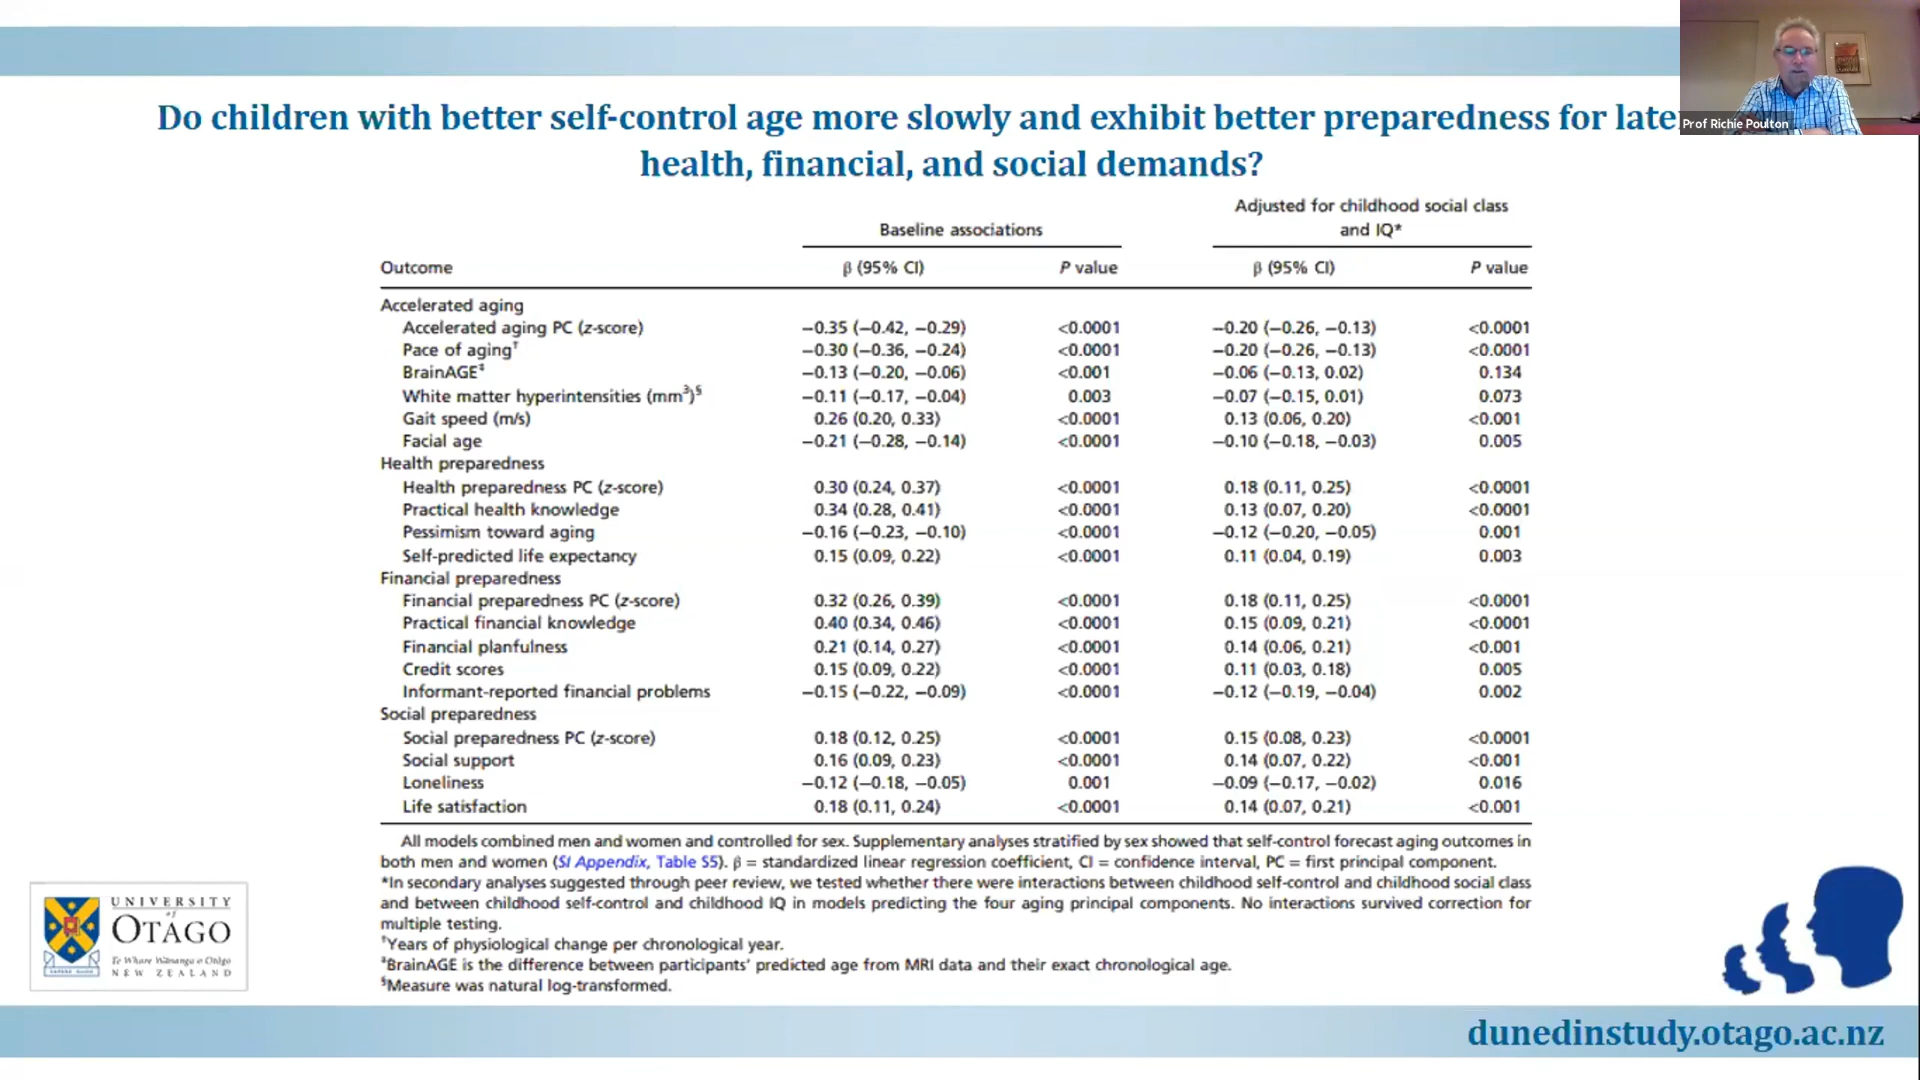 Do children with better self-control age more slowly and exhibit better preparedness for late
health, financial, and social demands?
Prof Richie Poulton
Baseline associations
Adjusted for childhood social class
and IQ*
Outcome β (95% CI) P value β (95% CI) P value
Accelerated aging
Accelerated aging PC (z-score) −0.35 (−0.42, −0.29) <0.0001 −0.20 (−0.26, −0.13) <0.0001
Pace of aging† −0.30 (−0.36, −0.24) <0.0001 −0.20 (−0.26, −0.13) <0.0001
BrainAGE‡ −0.13 (−0.20, −0.06) <0.001 −0.06 (−0.13, 0.02) 0.134
White matter hyperintensities (mm³)§ −0.11 (−0.17, −0.04) 0.003 −0.07 (−0.15, 0.01) 0.073
Gait speed (m/s) 0.26 (0.20, 0.33) <0.0001 0.13 (0.06, 0.20) <0.001
Facial age −0.21 (−0.28, −0.14) <0.0001 −0.10 (−0.18, −0.03) 0.005
Health preparedness
Health preparedness PC (z-score) 0.30 (0.24, 0.37) <0.0001 0.18 (0.11, 0.25) <0.0001
Practical health knowledge 0.34 (0.28, 0.41) <0.0001 0.13 (0.07, 0.20) <0.0001
Pessimism toward aging −0.16 (−0.23, −0.10) <0.0001 −0.12 (−0.20, −0.05) 0.001
Self-predicted life expectancy 0.15 (0.09, 0.22) <0.0001 0.11 (0.04, 0.19) 0.003
Financial preparedness
Financial preparedness PC (z-score) 0.32 (0.26, 0.39) <0.0001 0.18 (0.11, 0.25) <0.0001
Practical financial knowledge 0.40 (0.34, 0.46) <0.0001 0.15 (0.09, 0.21) <0.0001
Financial planfulness 0.21 (0.14, 0.27) <0.0001 0.14 (0.06, 0.21) <0.001
Credit scores 0.15 (0.09, 0.22) <0.0001 0.11 (0.03, 0.18) 0.005
Informant-reported financial problems −0.15 (−0.22, −0.09) <0.0001 −0.12 (−0.19, −0.04) 0.002
Social preparedness
Social preparedness PC (z-score) 0.18 (0.12, 0.25) <0.0001 0.15 (0.08, 0.23) <0.0001
Social support 0.16 (0.09, 0.23) <0.0001 0.14 (0.07, 0.22) <0.001
Loneliness −0.12 (−0.18, −0.05) 0.001 −0.09 (−0.17, −0.02) 0.016
Life satisfaction 0.18 (0.11, 0.24) <0.0001 0.14 (0.07, 0.21) <0.001
All models combined men and women and controlled for sex. Supplementary analyses stratified by sex showed that self-control forecast aging outcomes in
both men and women (SI Appendix, Table S5). β = standardized linear regression coefficient, CI = confidence interval, PC = first principal component.
*In secondary analyses suggested through peer review, we tested whether there were interactions between childhood self-control and childhood social class
and between childhood self-control and childhood IQ in models predicting the four aging principal components. No interactions survived correction for
multiple testing.
†Years of physiological change per chronological year.
‡BrainAGE is the difference between participants' predicted age from MRI data and their exact chronological age.
§Measure was natural log-transformed.
UNIVERSITY
of
OTAGO
Te Whare Wānanga o Otāgo
NEW ZEALAND
dunedinstudy.otago.ac.nz